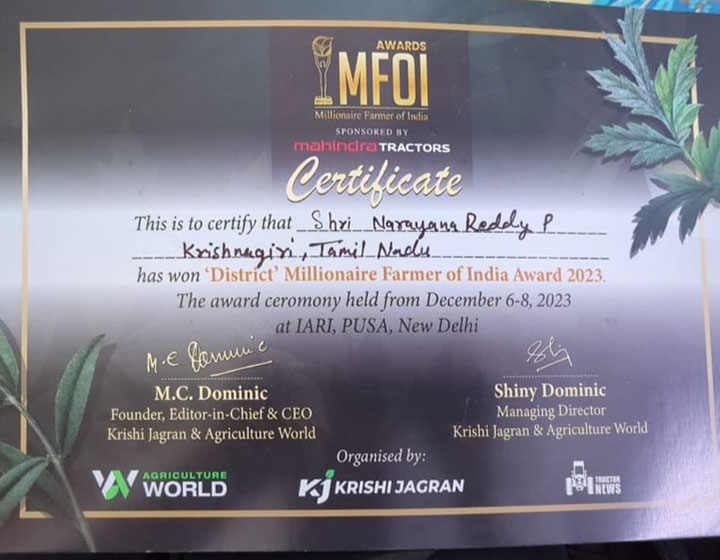 AWARDS
MFOI
Millionaire Farmer of India
SPONSORED BY
mahindra TRACTORS
Certificate
This is to certify that Shri Narayana Reddy P
Krishnagiri, Tamil Nadu
has won 'District' Millionaire Farmer of India Award 2023.
The award ceromony held from December 6-8, 2023
at IARI, PUSA, New Delhi
M.C Dominic
M.C. Dominic
Founder, Editor-in-Chief & CEO
Krishi Jagran & Agriculture World
Shiny Dominic
Managing Director
Krishi Jagran & Agriculture World
Organised by:
AGRICULTURE
WORLD
KJ KRISHI JAGRAN
TRACTOR
NEWS